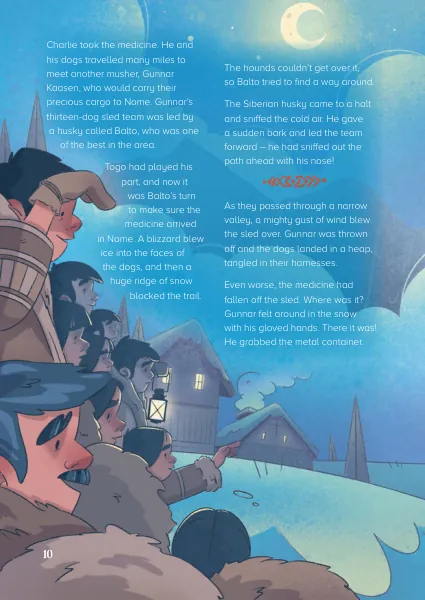 Charlie took the medicine. He and
his dogs travelled many miles to
meet another musher, Gunnar
Kaasen, who would carry their
precious cargo to Nome. Gunnar's
thirteen-dog sled team was led by
a husky called Balto, who was one
of the best in the area.
Togo had played his
part, and now it
was Balto's turn
to make sure the
medicine arrived
in Nome. A blizzard blew
ice into the faces of
the dogs, and then a
huge ridge of snow
blocked the trail.
The hounds couldn't get over it,
so Balto tried to find a way around.
The Siberian husky came to a halt
and sniffed the cold air. He gave
a sudden bark and led the team
forward – he had sniffed out the
path ahead with his nose!
As they passed through a narrow
valley, a mighty gust of wind blew
the sled over. Gunnar was thrown
off and the dogs landed in a heap,
tangled in their harnesses.
Even worse, the medicine had
fallen off the sled. Where was it?
Gunnar felt around in the snow
with his gloved hands. There it was!
He grabbed the metal container.
10